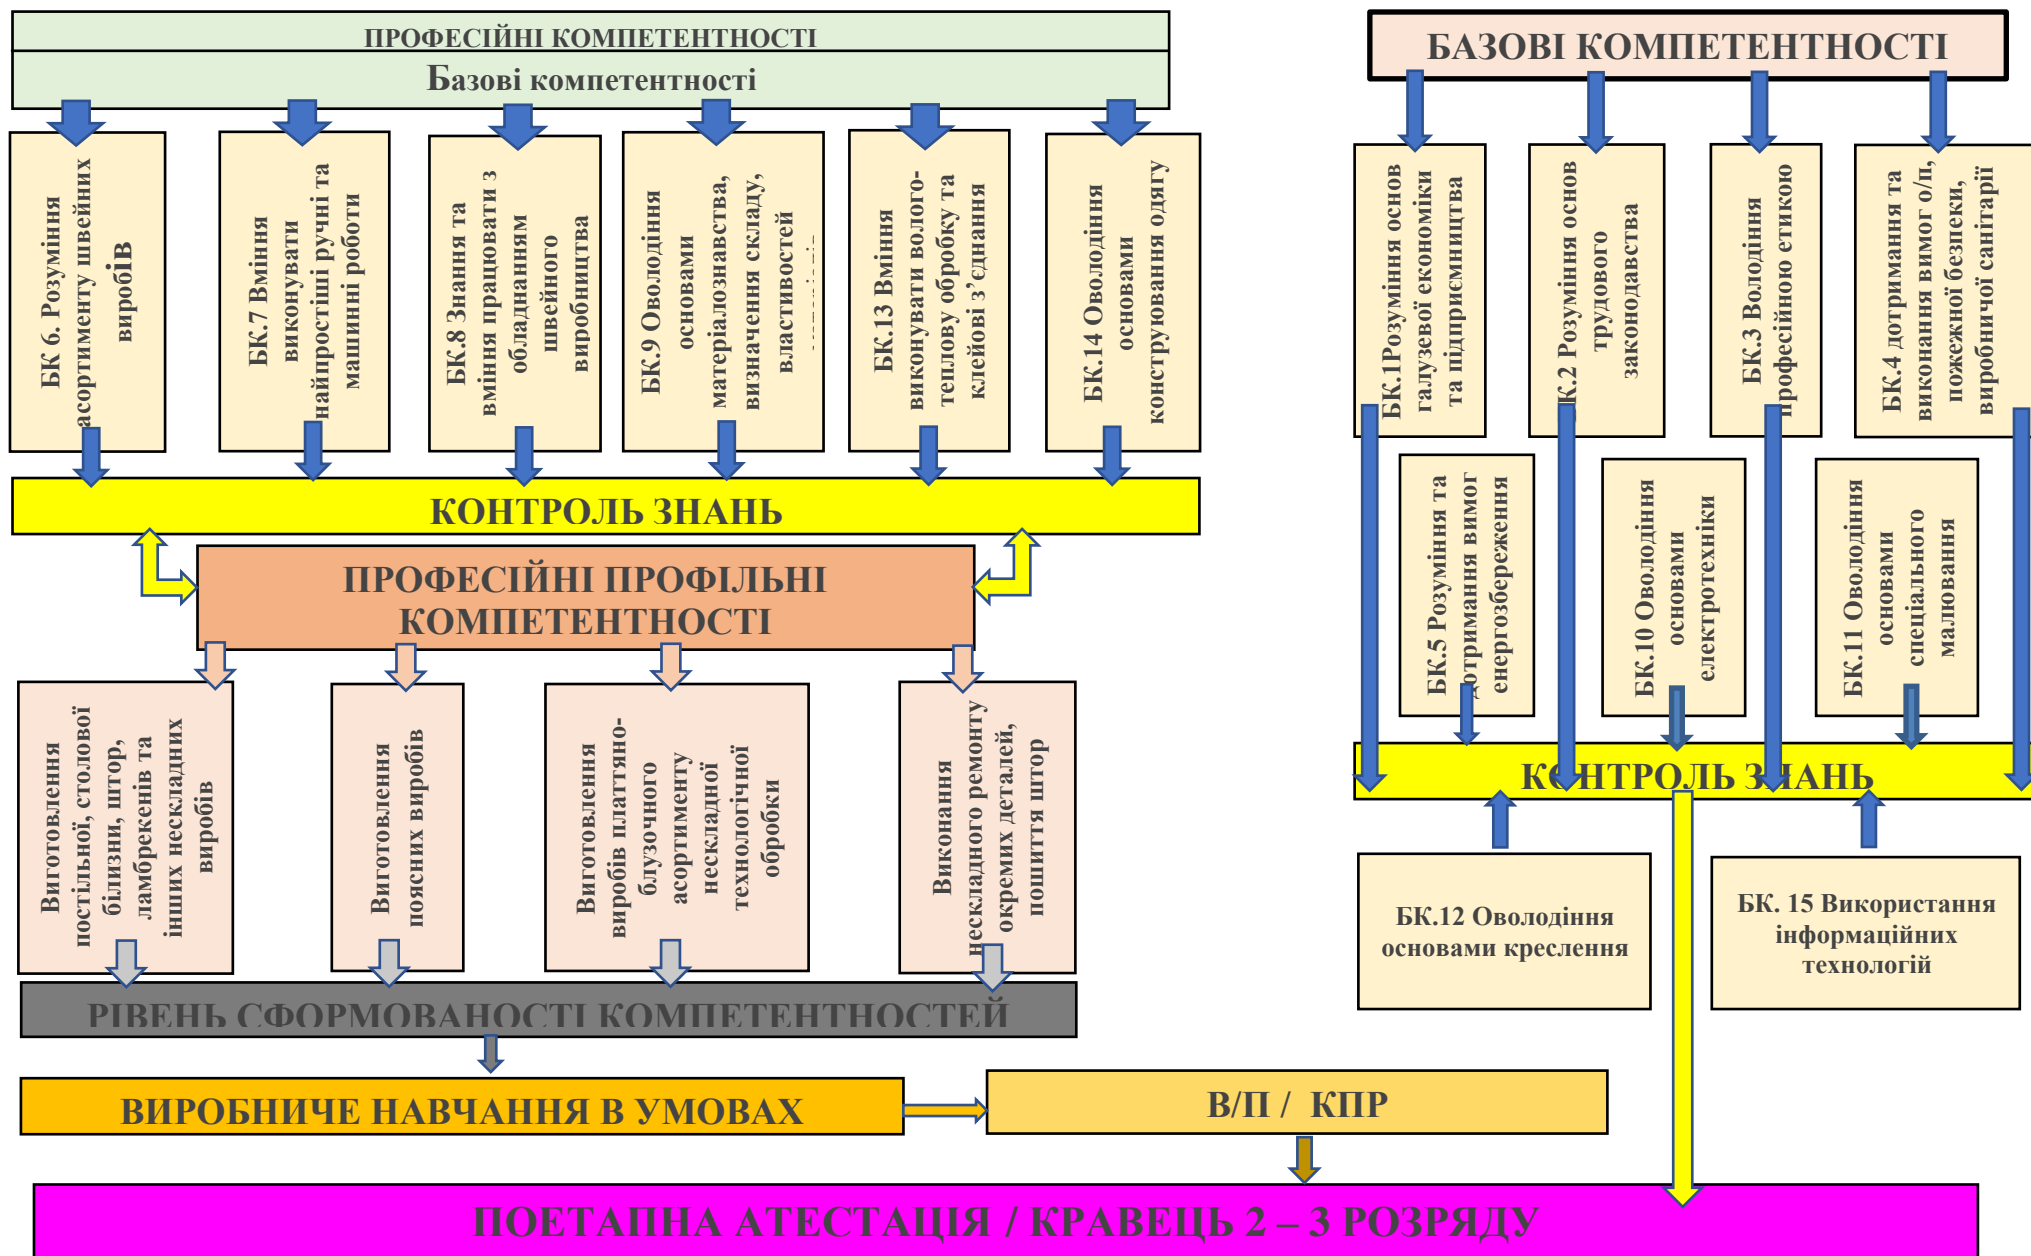 ПРОФЕСІЙНІ КОМПЕТЕНТНОСТІ
Базові компетентності
БК 6. Розуміння
асортименту швейних
виробів
БК.7 Вміння
виконувати
найпростіші ручні та
машинні роботи
БК.8 Знання та
вміння працювати з
обладнанням
швейного
виробництва
БК.9 Оволодіння
основами
матеріалознавства,
визначення складу,
властивостей
БК.13 Вміння
виконувати волого-
теплову обробку та
клейові з’єднання
БК.14 Оволодіння
основами
конструювання одягу
КОНТРОЛЬ ЗНАНЬ
ПРОФЕСІЙНІ ПРОФІЛЬНІ
КОМПЕТЕНТНОСТІ
Виготовлення
постільної, столової
білизни, штор,
ламбрекенів та
інших нескладних
виробів
Виготовлення
поясних виробів
Виготовлення
виробів платтяно-
блузочного
асортименту
нескладної
технологічної
обробки
Виконання
нескладного ремонту
окремих деталей,
пошиття штор
РІВЕНЬ СФОРМОВАНОСТІ КОМПЕТЕНТНОСТЕЙ
ВИРОБНИЧЕ НАВЧАННЯ В УМОВАХ
В/П / КПР
БАЗОВІ КОМПЕТЕНТНОСТІ
БК.1Розуміння основ
галузевої економіки
та підприємництва
БК.2 Розуміння основ
трудового
законодавства
БК.3 Володіння
професійною етикою
БК.4 дотримання та
виконання вимог о/п,
пожежної безпеки,
виробничої санітарії
БК.5 Розуміння та
дотримання вимог
енергозбереження
БК.10 Оволодіння
основами
електротехніки
БК.11 Оволодіння
основами
спеціального
малювання
КОНТРОЛЬ ЗНАНЬ
БК.12 Оволодіння
основами креслення
БК. 15 Використання
інформаційних
технологій
ПОЕТАПНА АТЕСТАЦІЯ / КРАВЕЦЬ 2 – 3 РОЗРЯДУ